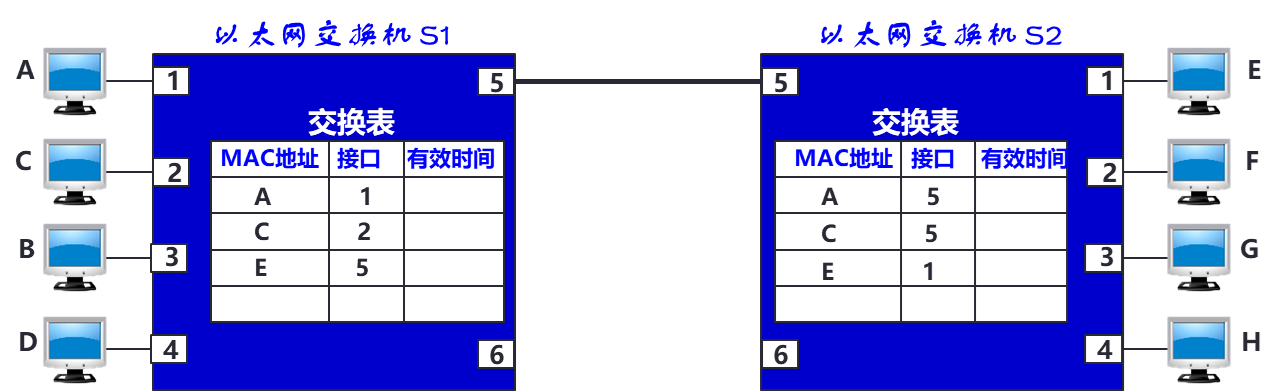 以太网交换机 S1
以太网交换机 S2
A
1
5
5
1
E
交换表
MAC地址 接口 有效时间
A 1
C 2
E 5
交换表
MAC地址 接口 有效时间
A 5
C 5
E 1
C
2
2
F
B
3
3
G
D
4
6
6
4
H